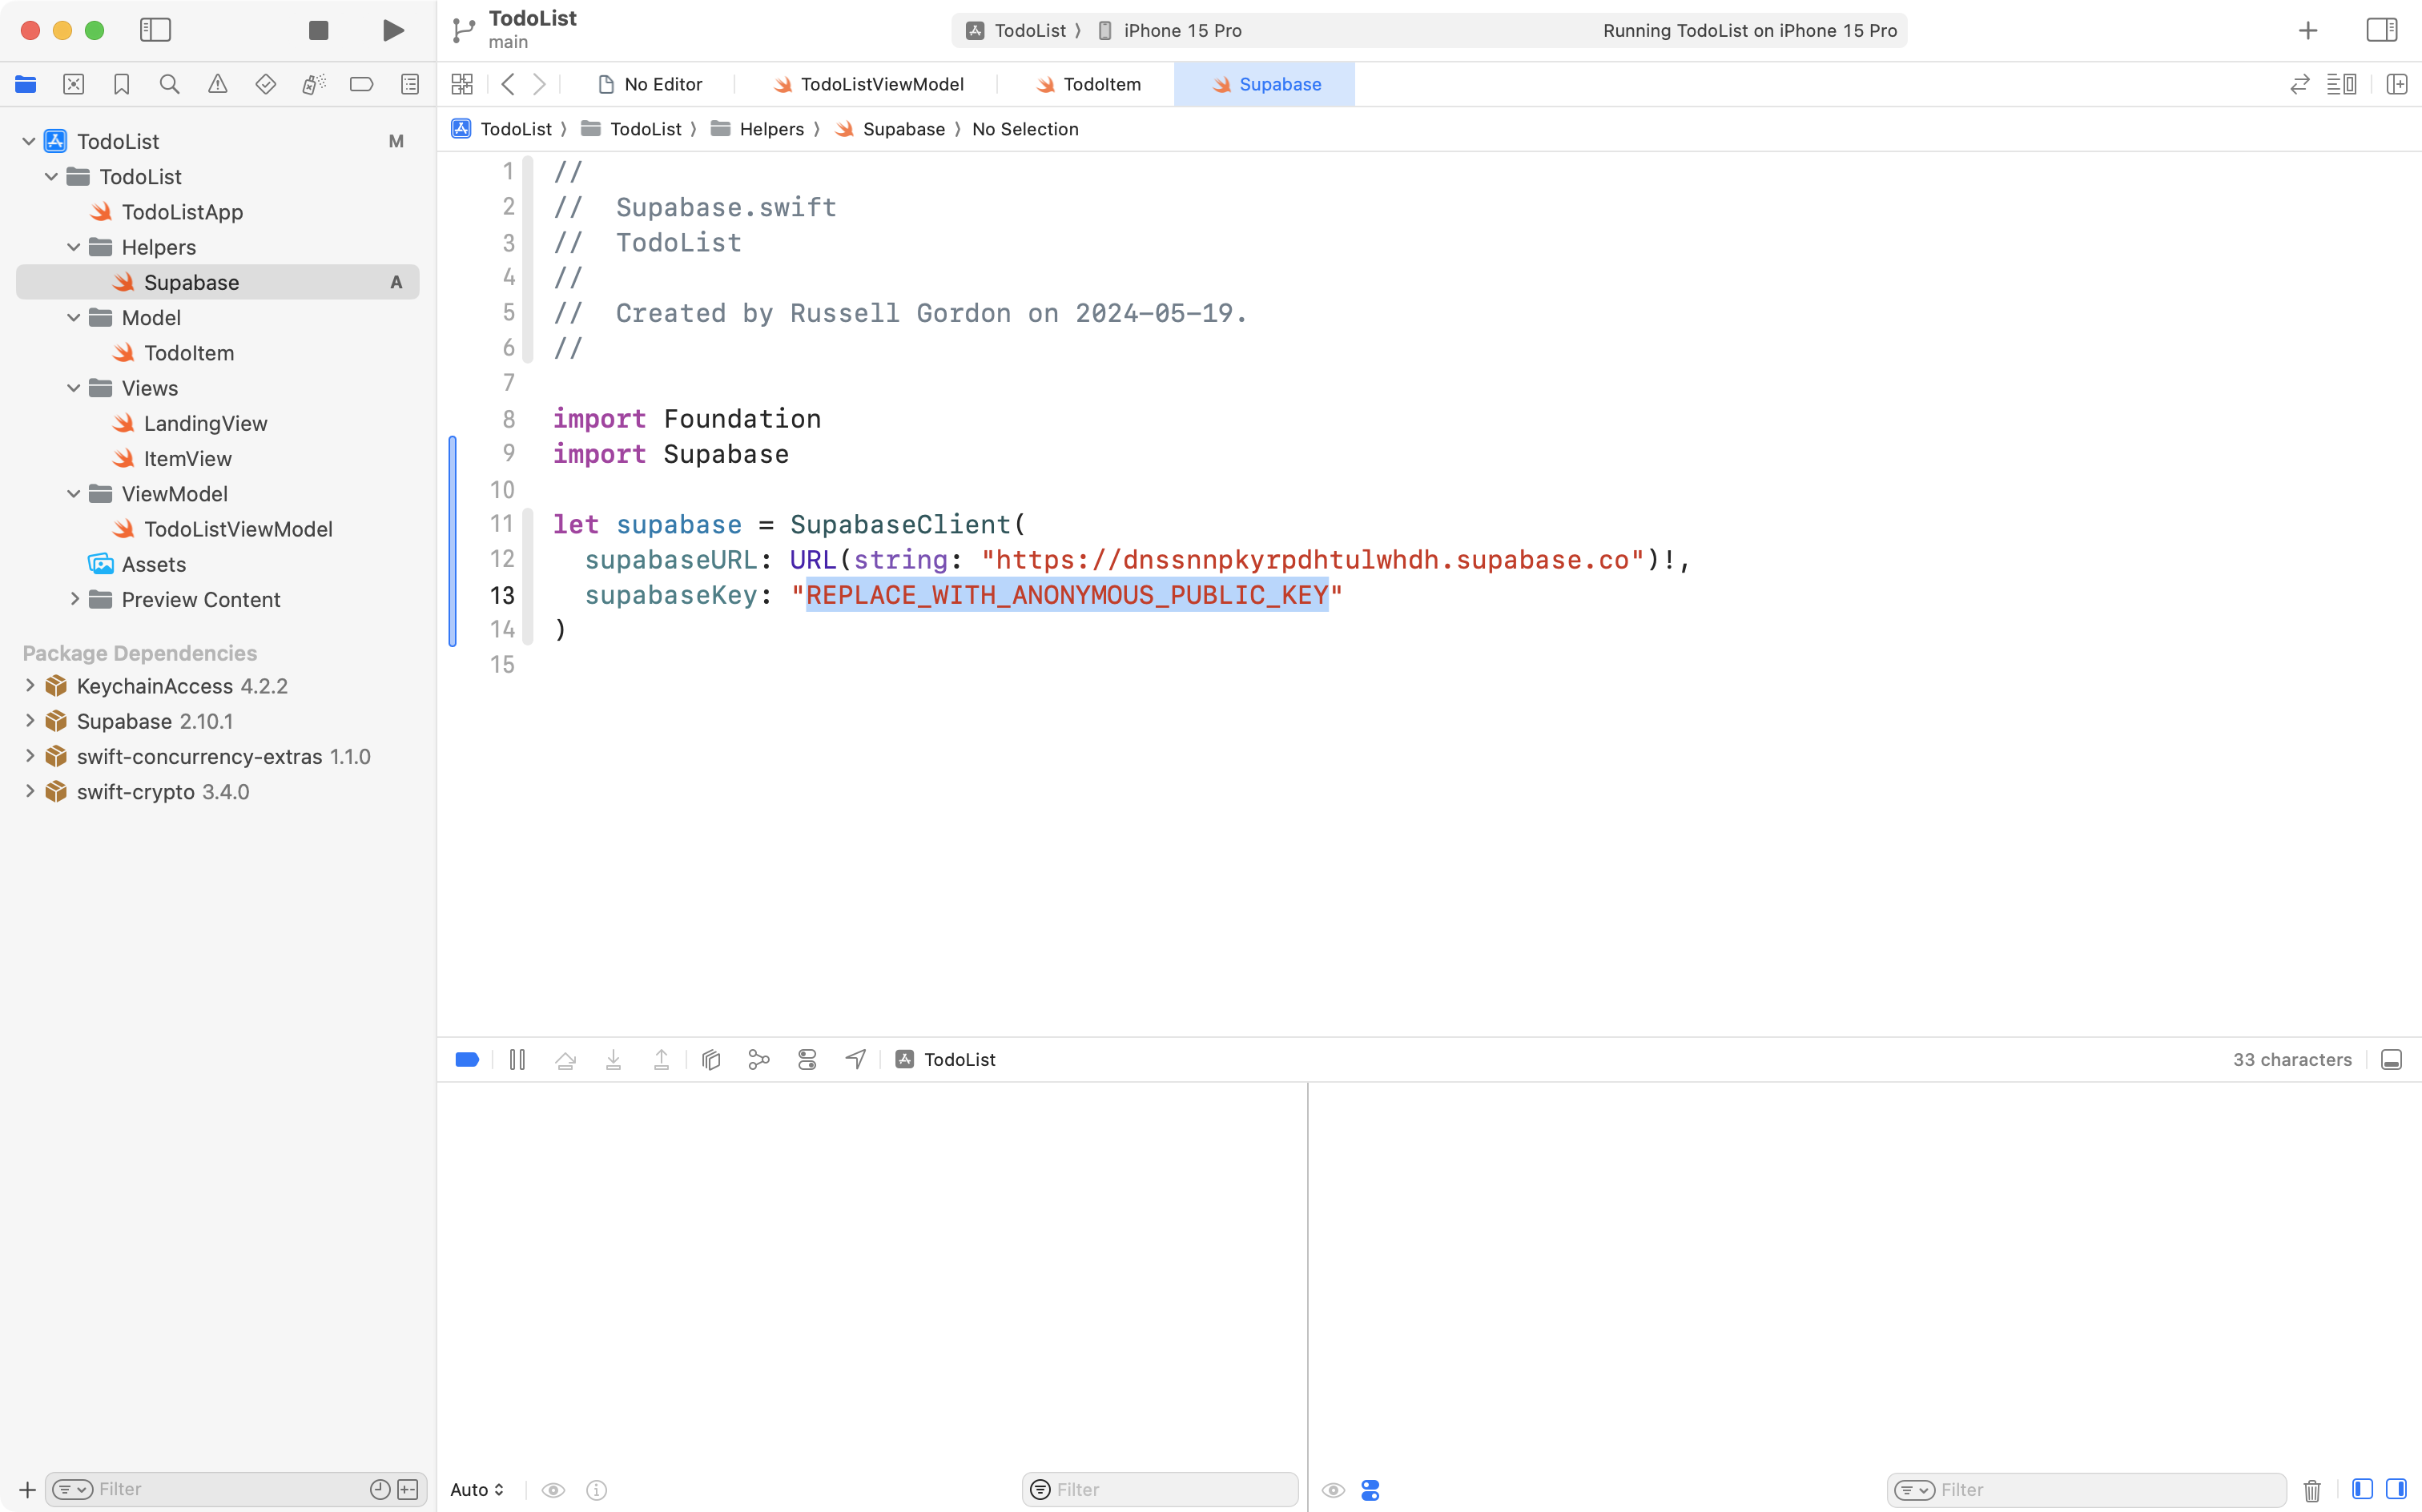 TodoList
main
TodoList
iPhone 15 Pro
Running TodoList on iPhone 15 Pro
No Editor
TodoListViewModel
TodoItem
Supabase
TodoList
TodoList
Helpers
Supabase
No Selection
TodoList M
TodoList
TodoListApp
Helpers
Supabase A
Model
TodoItem
Views
LandingView
ItemView
ViewModel
TodoListViewModel
Assets
Preview Content
Package Dependencies
KeychainAccess 4.2.2
Supabase 2.10.1
swift-concurrency-extras 1.1.0
swift-crypto 3.4.0
1 //
2 //  Supabase.swift
3 //  TodoList
4 //
5 //  Created by Russell Gordon on 2024-05-19.
6 //
7
8 import Foundation
9 import Supabase
10
11 let supabase = SupabaseClient(
12   supabaseURL: URL(string: "https://dnssnnpkyrpdhtulwhdh.supabase.co")!,
13   supabaseKey: "REPLACE_WITH_ANONYMOUS_PUBLIC_KEY"
14 )
15
TodoList
33 characters
Filter
Auto
Filter
Filter